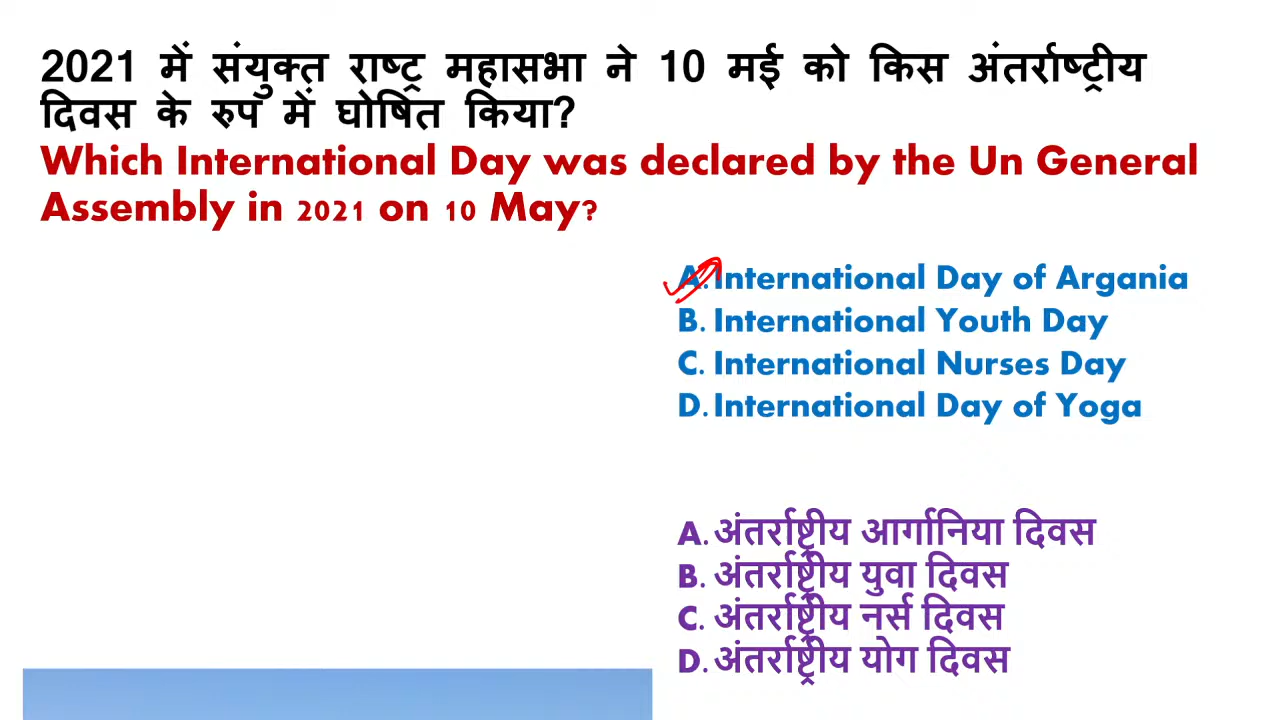 2021 में संयुक्त राष्ट्र महासभा ने 10 मई को किस अंतर्राष्ट्रीय
दिवस के रुप में घोषित किया?
Which International Day was declared by the Un General
Assembly in 2021 on 10 May?
A. International Day of Argania
B. International Youth Day
C. International Nurses Day
D. International Day of Yoga
A. अंतर्राष्ट्रीय आर्गानिया दिवस
B. अंतर्राष्ट्रीय युवा दिवस
C. अंतर्राष्ट्रीय नर्स दिवस
D. अंतर्राष्ट्रीय योग दिवस